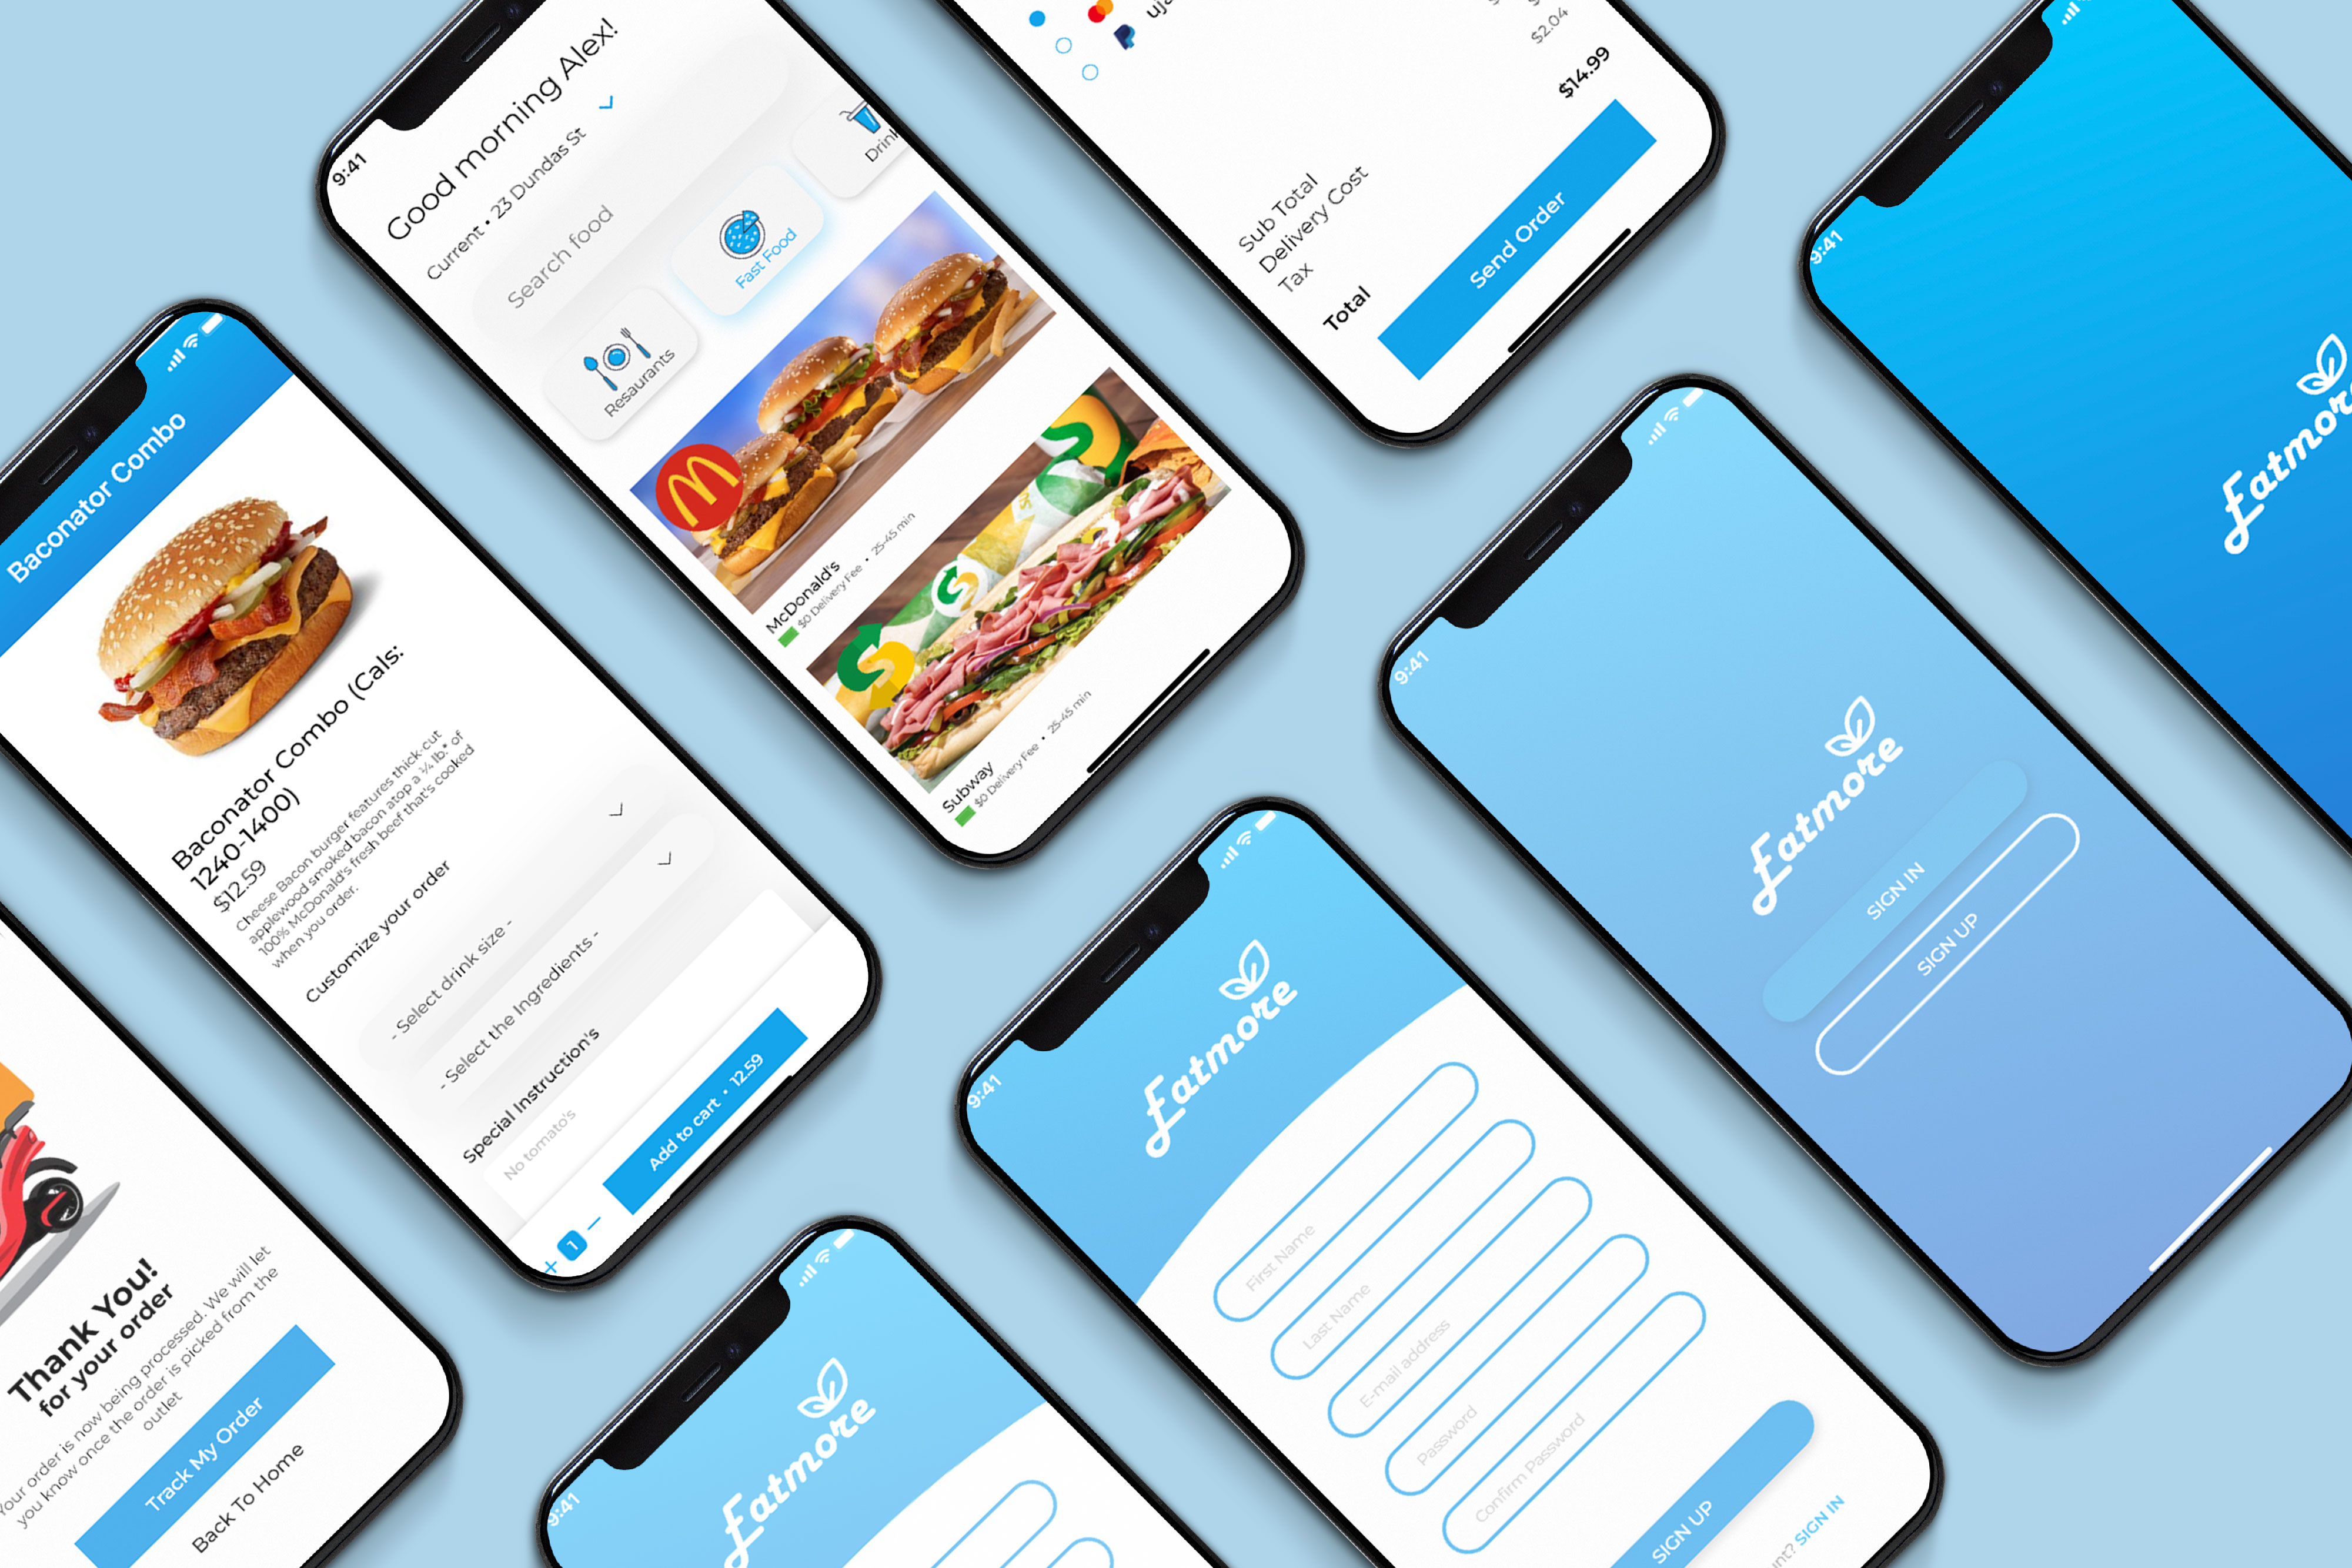 9:41
Good morning Alex!
Current • 23 Dundas St
Search food
Resaurants
Fast Food
McDonald's
$0 Delivery Fee • 25-45 min
Subway
$0 Delivery Fee • 25-45 min
$2.04
$14.99
Sub Total
Delivery Cost
Tax
Total
Send Order
9:41
Eatmore
Baconator Combo
Baconator Combo (Cals:
1240-1400)
$12.59
Cheese Bacon burger features thick-cut
applewood smoked bacon atop a ¼ lb.* of
100% McDonald's fresh beef that's cooked
when you order.
Customize your order
- Select drink size -
- Select the Ingredients -
Special Instruction's
No tomato's
+ 1 –
Add to cart • 12.59
9:41
Eatmore
SIGN IN
SIGN UP
9:41
Eatmore
First Name
Last Name
E-mail address
Password
Confirm Password
SIGN UP
SIGN IN
Thank You!
for your order
Your order is now being processed. We will let
you know once the order is picked from the
outlet
Track My Order
Back To Home
9:41
Eatmore